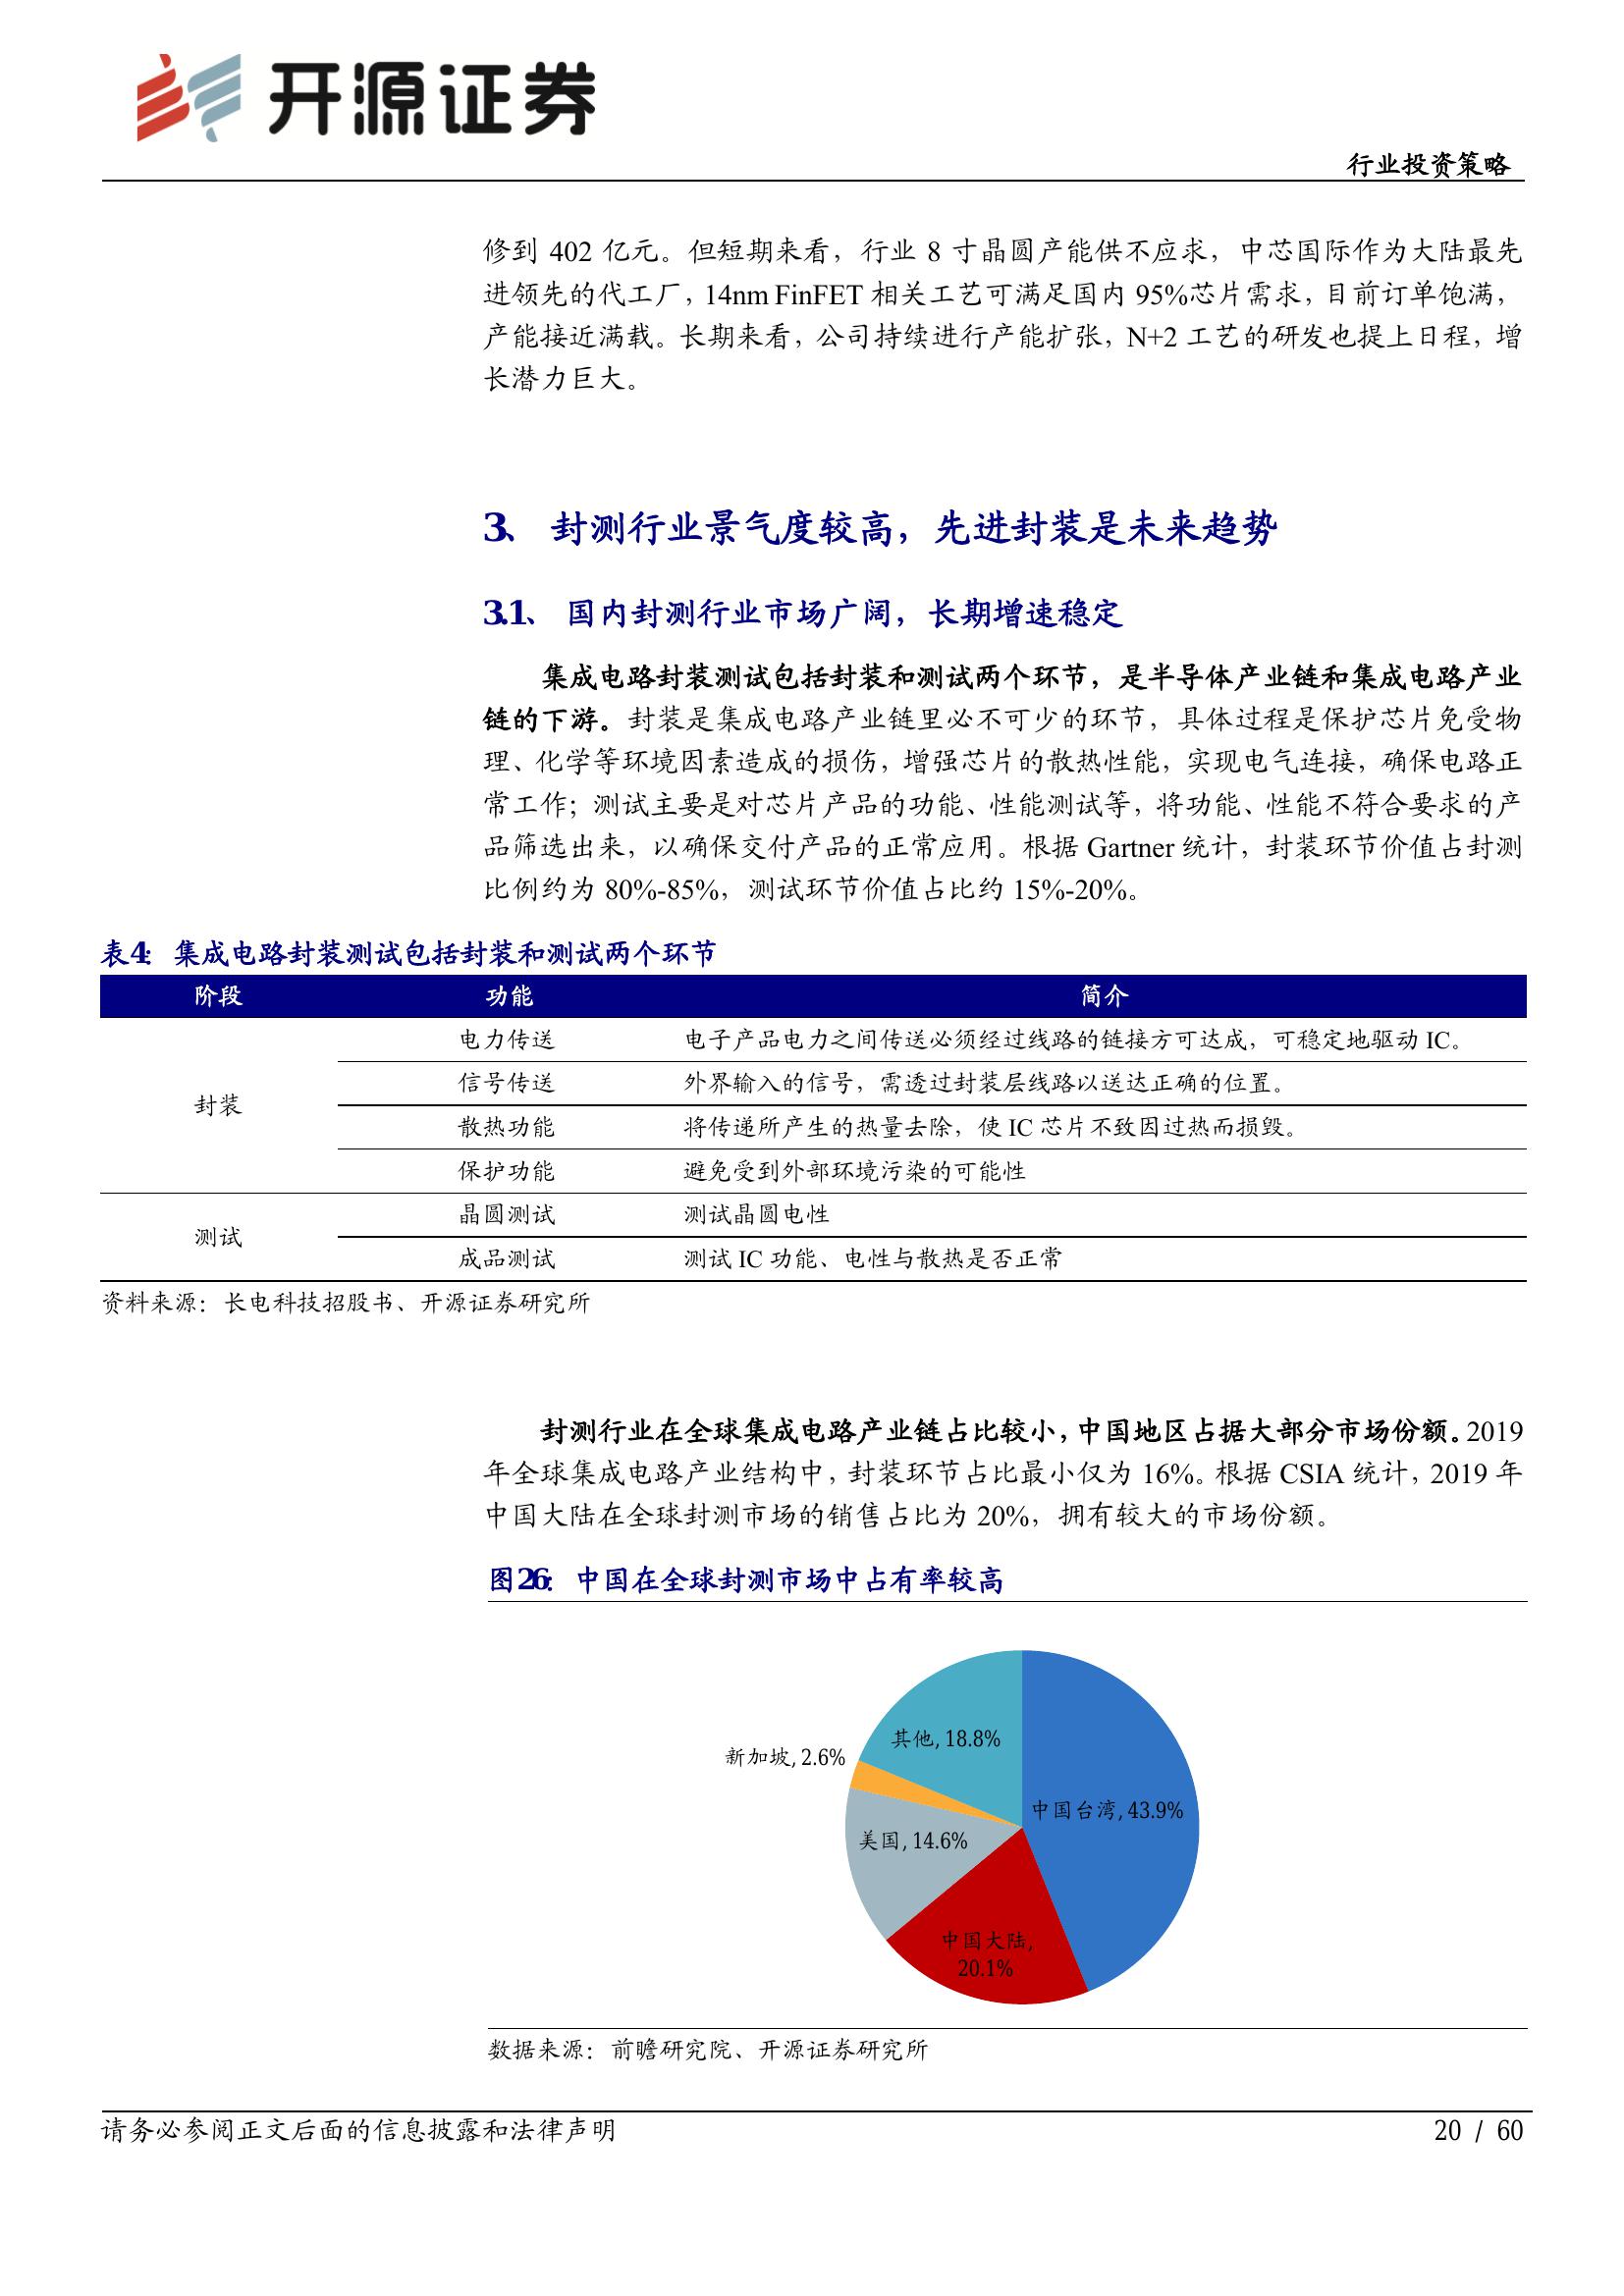 开源证券
行业投资策略
修到 402 亿元。但短期来看，行业 8 寸晶圆产能供不应求，中芯国际作为大陆最先
进领先的代工厂，14nm FinFET 相关工艺可满足国内 95%芯片需求，目前订单饱满，
产能接近满载。长期来看，公司持续进行产能扩张，N+2 工艺的研发也提上日程，增
长潜力巨大。
3、 封测行业景气度较高，先进封装是未来趋势
3.1、 国内封测行业市场广阔，长期增速稳定
集成电路封装测试包括封装和测试两个环节，是半导体产业链和集成电路产业
链的下游。封装是集成电路产业链里必不可少的环节，具体过程是保护芯片免受物
理、化学等环境因素造成的损伤，增强芯片的散热性能，实现电气连接，确保电路正
常工作；测试主要是对芯片产品的功能、性能测试等，将功能、性能不符合要求的产
品筛选出来，以确保交付产品的正常应用。根据 Gartner 统计，封装环节价值占封测
比例约为 80%-85%，测试环节价值占比约 15%-20%。
表4： 集成电路封装测试包括封装和测试两个环节
阶段 功能 简介
封装
电力传送 电子产品电力之间传送必须经过线路的链接方可达成，可稳定地驱动 IC。
信号传送 外界输入的信号，需透过封装层线路以送达正确的位置。
散热功能 将传递所产生的热量去除，使 IC 芯片不致因过热而损毁。
保护功能 避免受到外部环境污染的可能性
测试
晶圆测试 测试晶圆电性
成品测试 测试 IC 功能、电性与散热是否正常
资料来源：长电科技招股书、开源证券研究所
封测行业在全球集成电路产业链占比较小，中国地区占据大部分市场份额。2019
年全球集成电路产业结构中，封装环节占比最小仅为 16%。根据 CSIA 统计，2019 年
中国大陆在全球封测市场的销售占比为 20%，拥有较大的市场份额。
图26： 中国在全球封测市场中占有率较高
其他, 18.8%
新加坡, 2.6%
中国台湾, 43.9%
美国, 14.6%
中国大陆,
20.1%
数据来源：前瞻研究院、开源证券研究所
请务必参阅正文后面的信息披露和法律声明 20 / 60